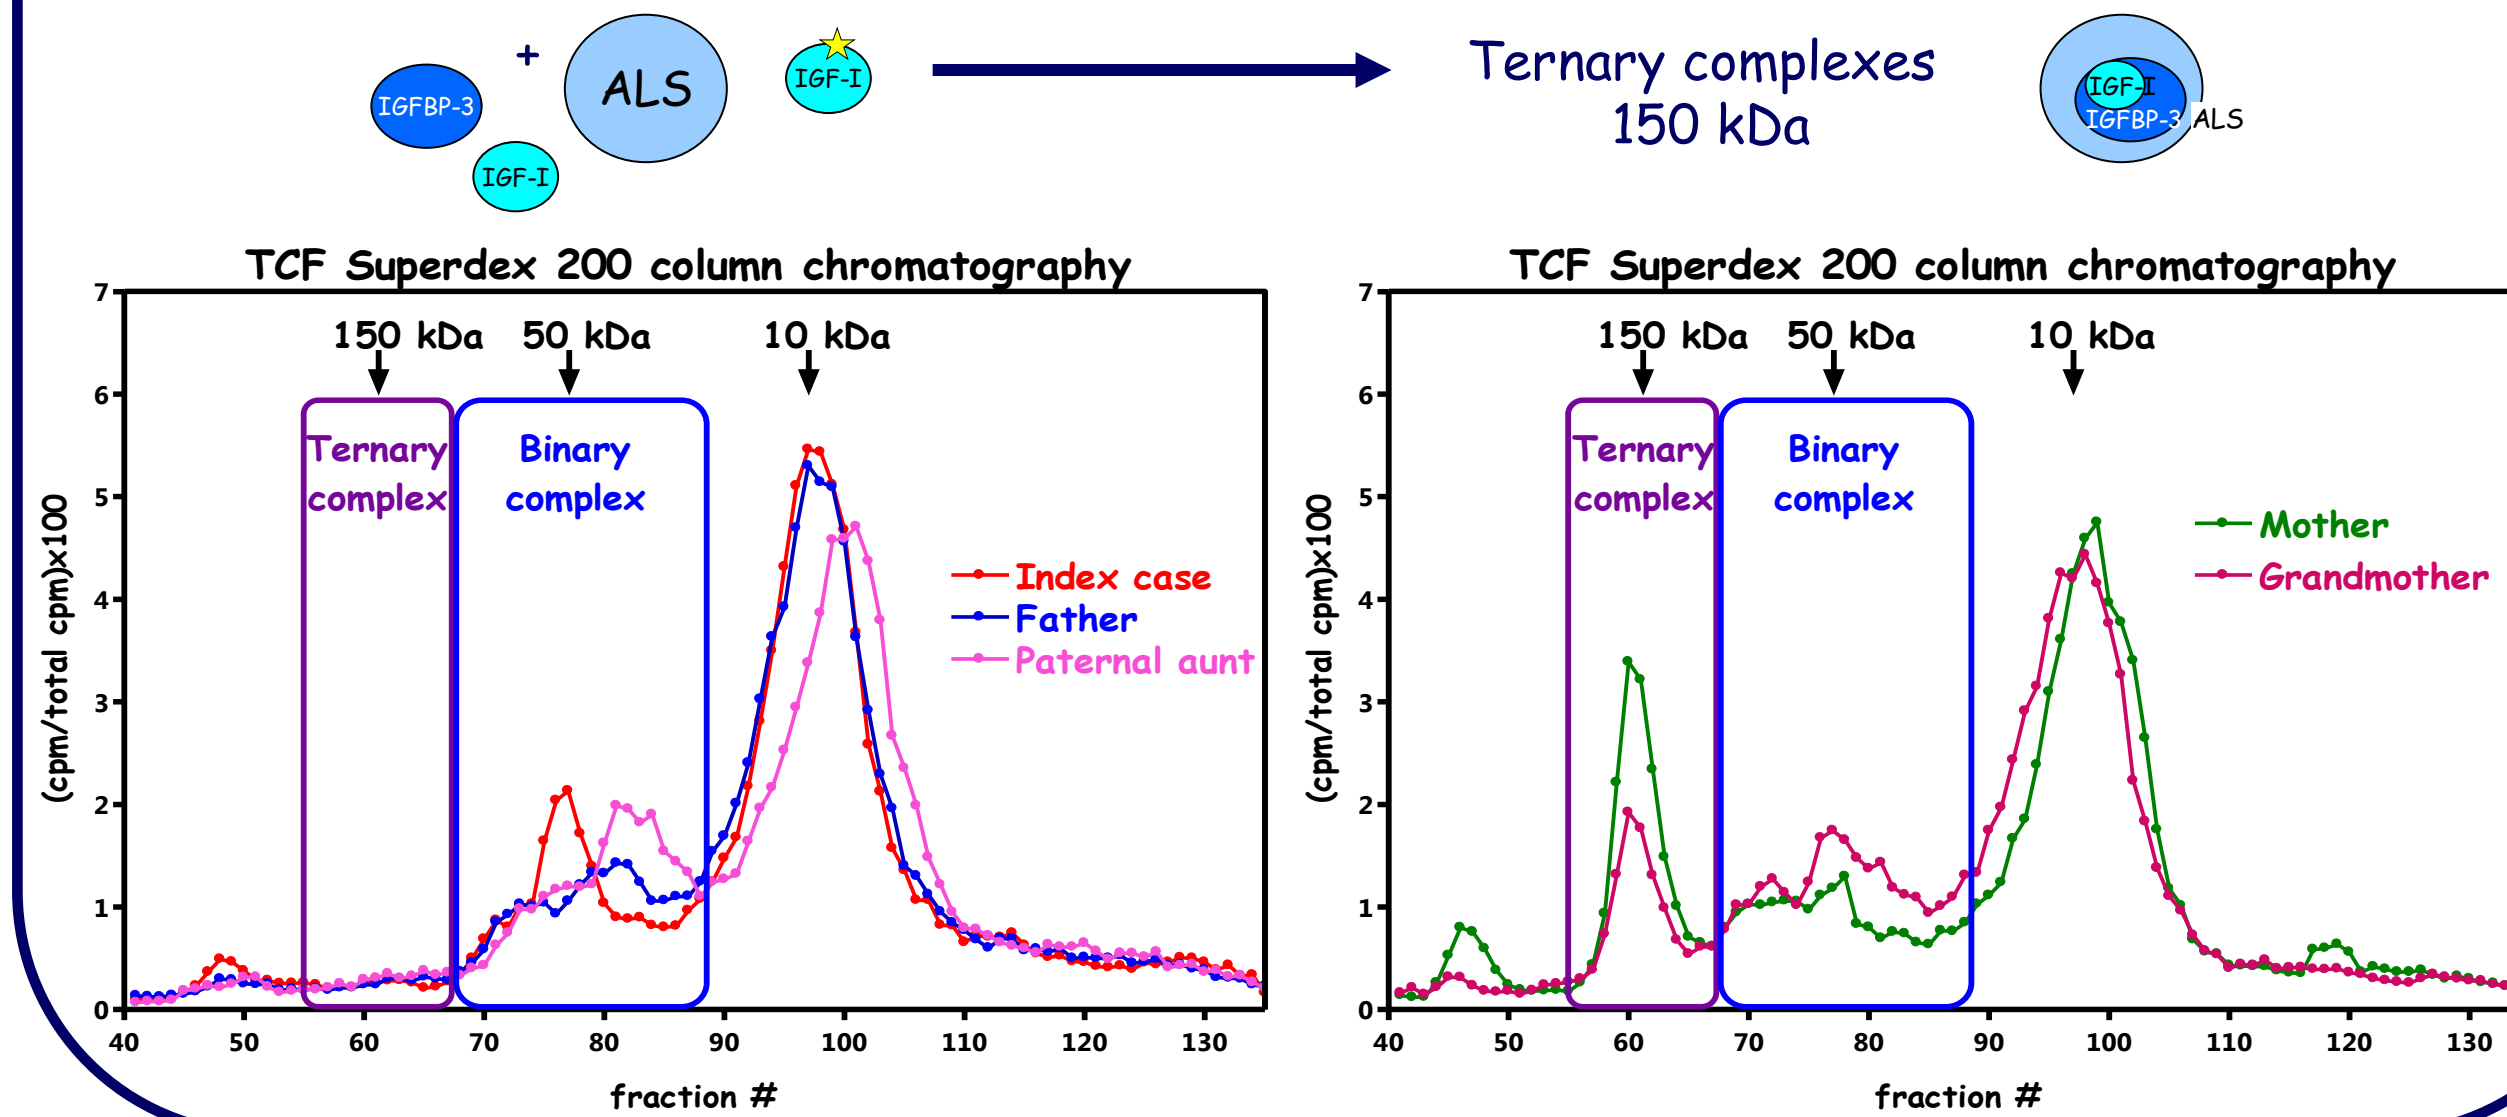 +
IGFBP-3
IGF-I
ALS
IGF-I
Ternary complexes
150 kDa
IGF-I
IGFBP-3
ALS
TCF Superdex 200 column chromatography
7
6
5
4
3
2
1
0
(cpm/total cpm)x100
150 kDa
50 kDa
10 kDa
Ternary
complex
Binary
complex
Index case
Father
Paternal aunt
40 50 60 70 80 90 100 110 120 130
fraction #
TCF Superdex 200 column chromatography
7
6
5
4
3
2
1
0
(cpm/total cpm)x100
150 kDa
50 kDa
10 kDa
Ternary
complex
Binary
complex
Mother
Grandmother
40 50 60 70 80 90 100 110 120 130
fraction #